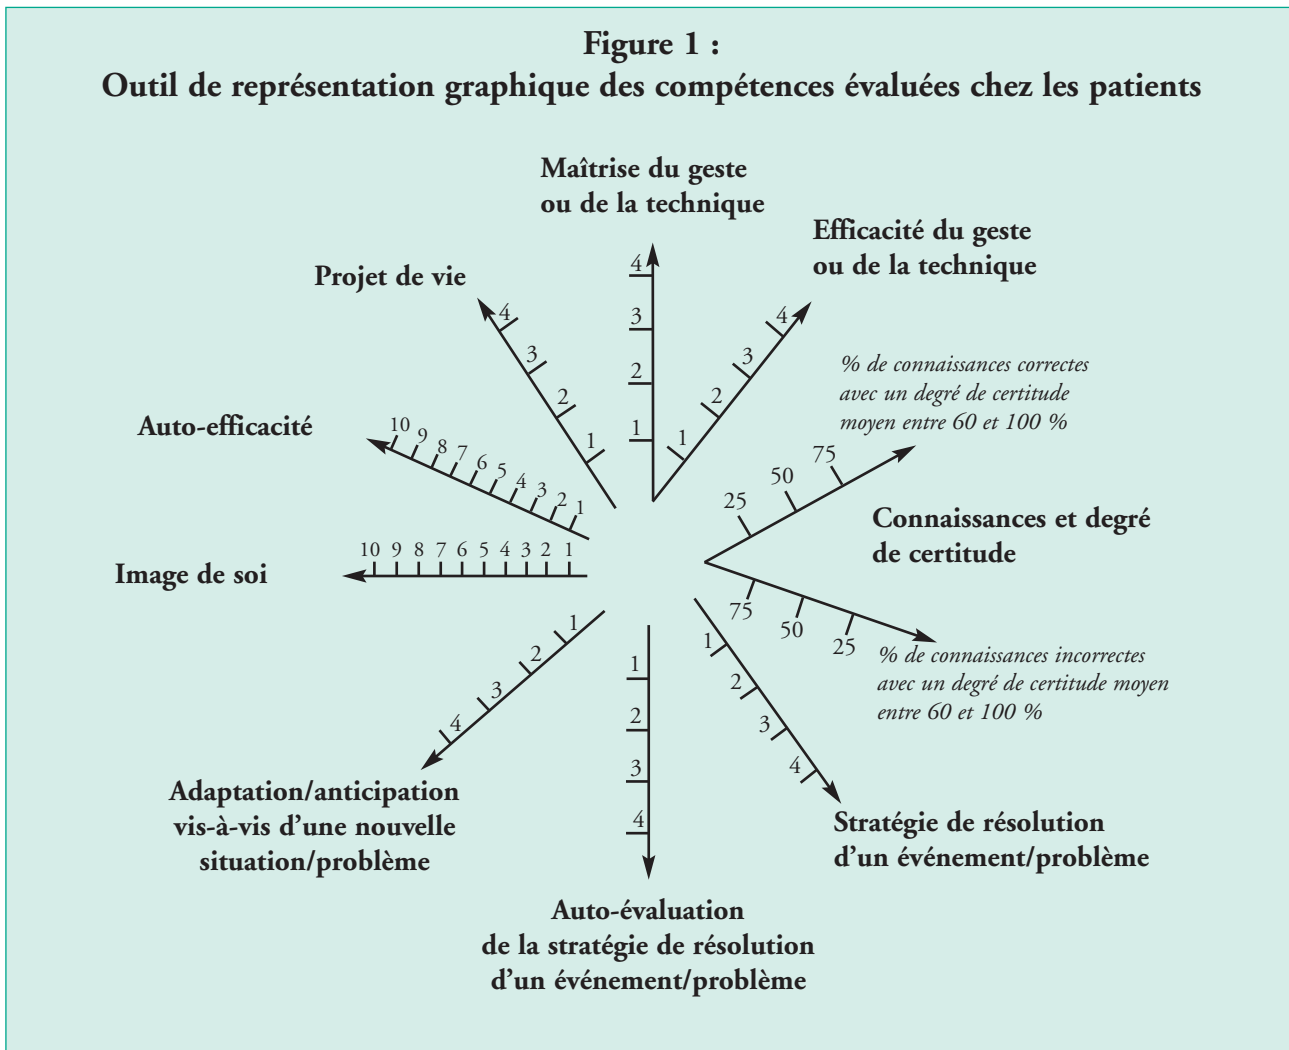 Figure 1 :
Outil de représentation graphique des compétences évaluées chez les patients
Maîtrise du geste
ou de la technique
4
3
2
1
Efficacité du geste
ou de la technique
4
3
2
1
% de connaissances correctes
avec un degré de certitude
moyen entre 60 et 100 %
25
50
75
Connaissances et degré
de certitude
75
50
25
% de connaissances incorrectes
avec un degré de certitude moyen
entre 60 et 100 %
1
2
3
4
Stratégie de résolution
d'un événement/problème
1
2
3
4
Auto-évaluation
de la stratégie de résolution
d'un événement/problème
1
2
3
4
Adaptation/anticipation
vis-à-vis d'une nouvelle
situation/problème
Image de soi
10 9 8 7 6 5 4 3 2 1
Auto-efficacité
10 9 8 7 6 5 4 3 2 1
Projet de vie
4
3
2
1